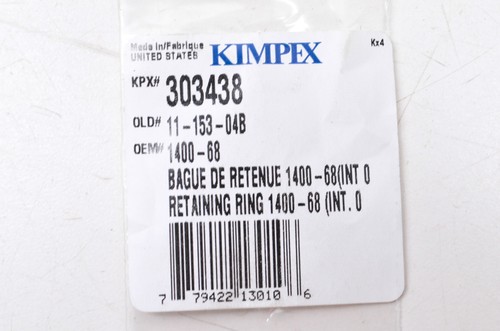 Made in/Fabrique
UNITED STATES
KIMPEX
Kx4
KPX# 303438
OLD# 11-153-04B
OEM# 1400-68
BAGUE DE RETENUE 1400-68(INT 0
RETAINING RING 1400-68 (INT. 0
7 79422 13010 6